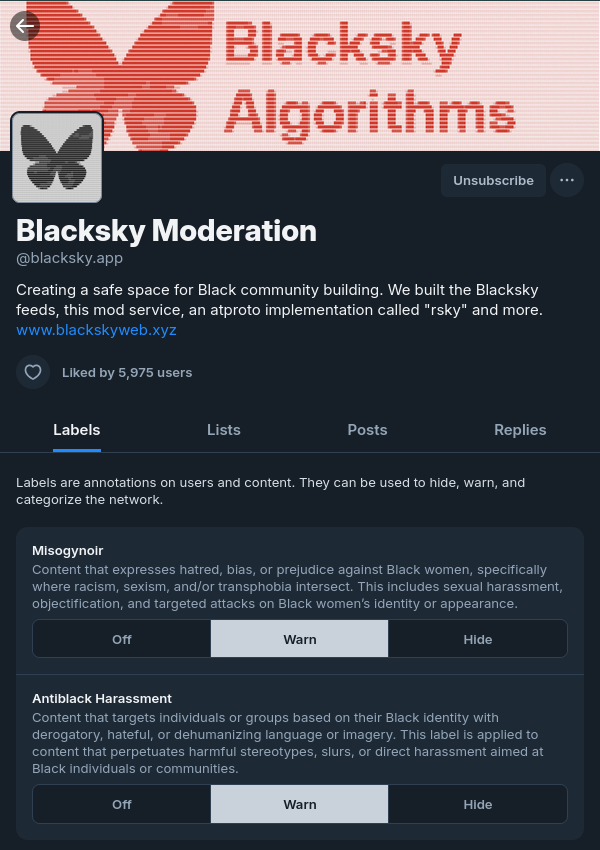 Blacksky
Algorithms
Unsubscribe
Blacksky Moderation
@blacksky.app
Creating a safe space for Black community building. We built the Blacksky
feeds, this mod service, an atproto implementation called "rsky" and more.
www.blackskyweb.xyz
Liked by 5,975 users
Labels Lists Posts Replies
Labels are annotations on users and content. They can be used to hide, warn, and
categorize the network.
Misogynoir
Content that expresses hatred, bias, or prejudice against Black women, specifically
where racism, sexism, and/or transphobia intersect. This includes sexual harassment,
objectification, and targeted attacks on Black women’s identity or appearance.
Off Warn Hide
Antiblack Harassment
Content that targets individuals or groups based on their Black identity with
derogatory, hateful, or dehumanizing language or imagery. This label is applied to
content that perpetuates harmful stereotypes, slurs, or direct harassment aimed at
Black individuals or communities.
Off Warn Hide